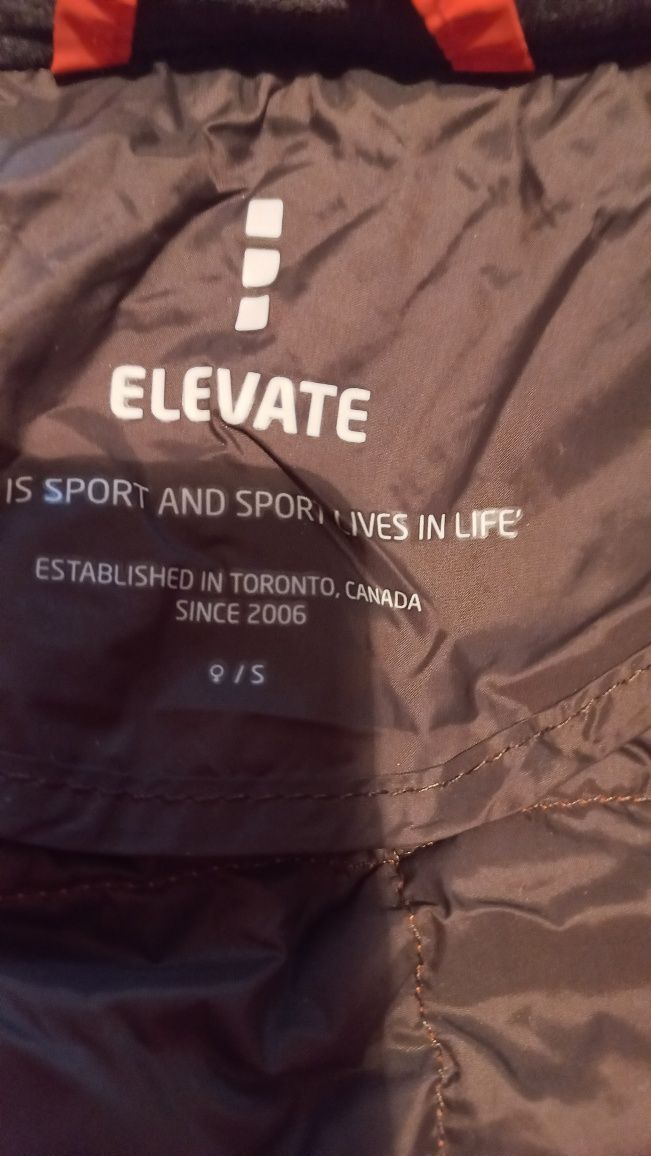 ELEVATE
IS SPORT AND SPORT LIVES IN LIFE'
ESTABLISHED IN TORONTO, CANADA
SINCE 2006
♀ / S